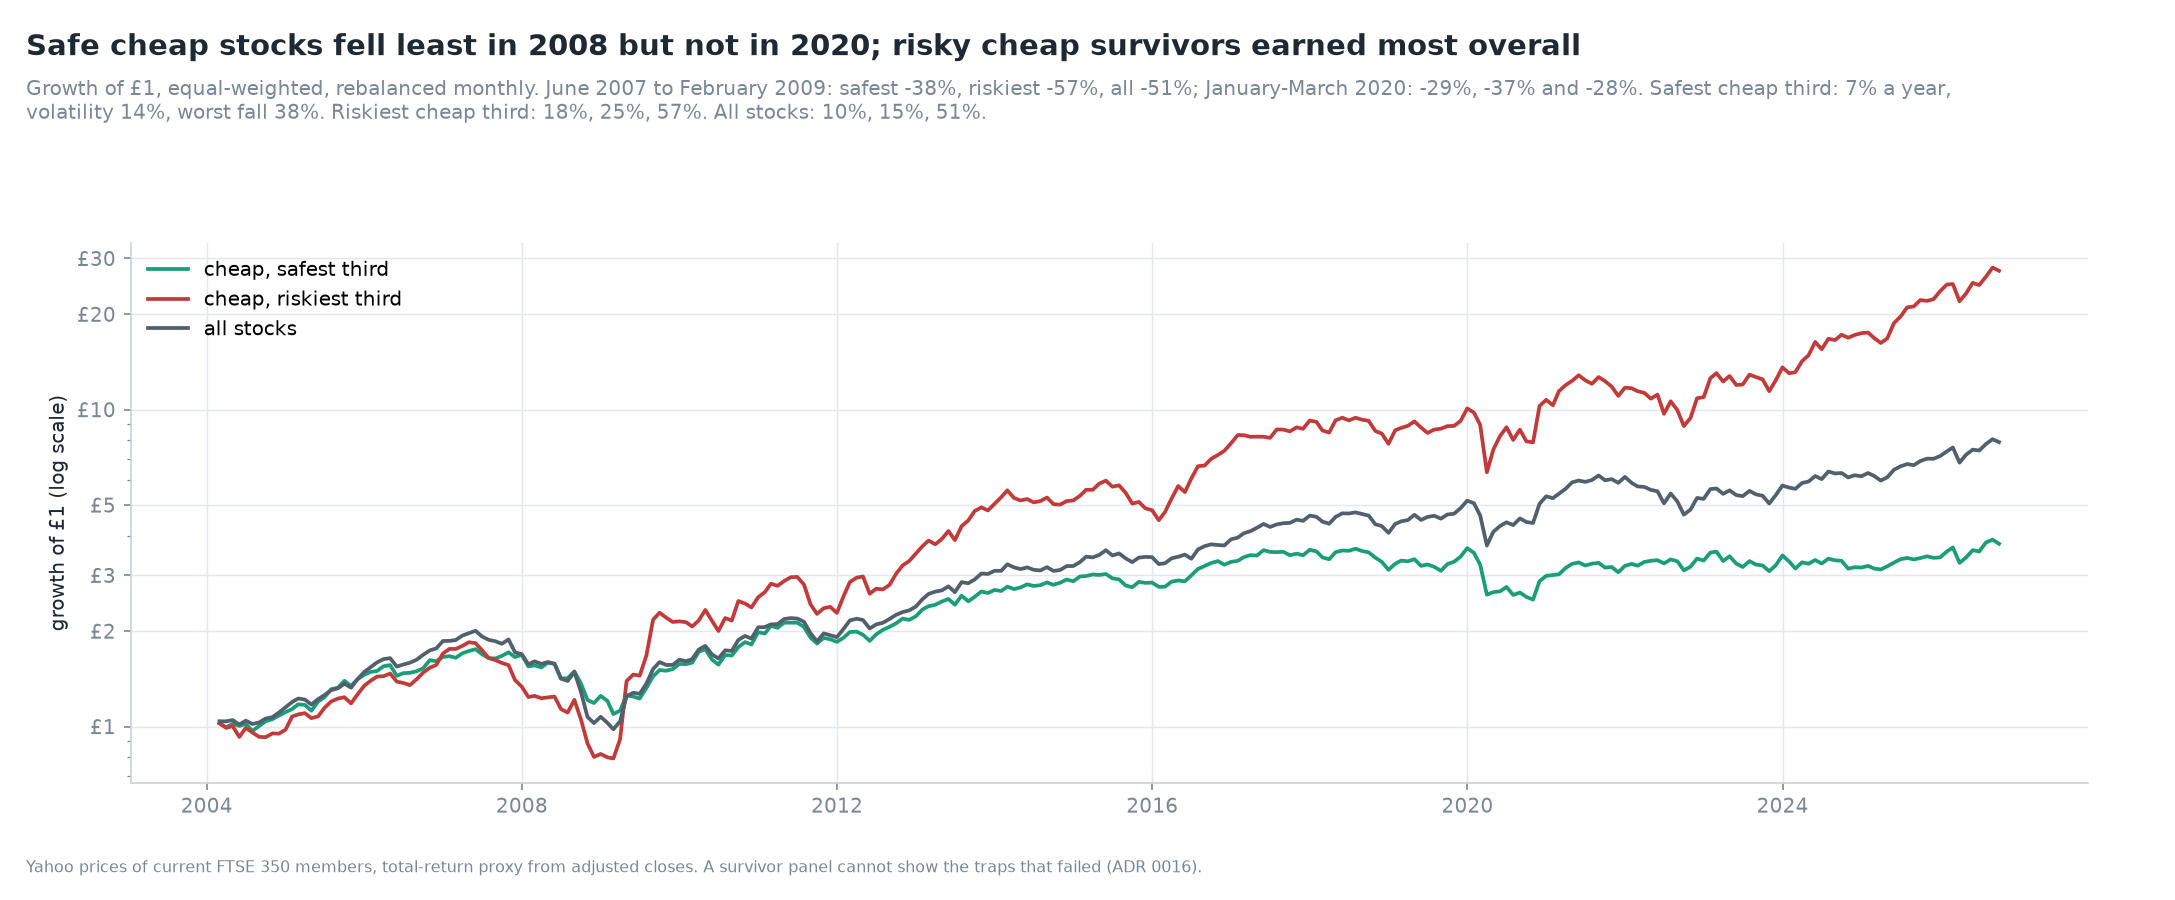 Safe cheap stocks fell least in 2008 but not in 2020; risky cheap survivors earned most overall
Growth of £1, equal-weighted, rebalanced monthly. June 2007 to February 2009: safest -38%, riskiest -57%, all -51%; January-March 2020: -29%, -37% and -28%. Safest cheap third: 7% a year,
volatility 14%, worst fall 38%. Riskiest cheap third: 18%, 25%, 57%. All stocks: 10%, 15%, 51%.
cheap, safest third
cheap, riskiest third
all stocks
growth of £1 (log scale)
£30
£20
£10
£5
£3
£2
£1
2004
2008
2012
2016
2020
2024
Yahoo prices of current FTSE 350 members, total-return proxy from adjusted closes. A survivor panel cannot show the traps that failed (ADR 0016).